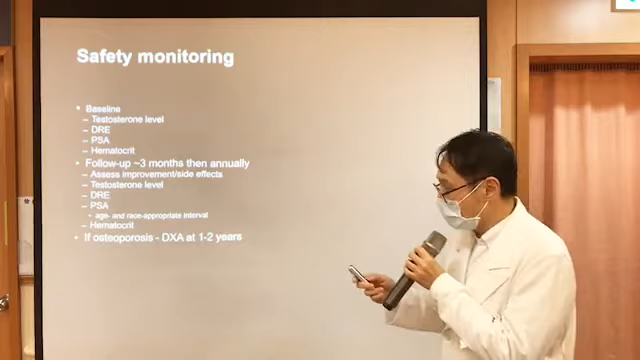 Safety monitoring
• Baseline
– Testosterone level
– DRE
– PSA
– Hematocrit
• Follow-up ~3 months then annually
– Assess improvement/side effects
– Testosterone level
– DRE
– PSA
• age- and race-appropriate interval
– Hematocrit
• If osteoporosis - DXA at 1-2 years